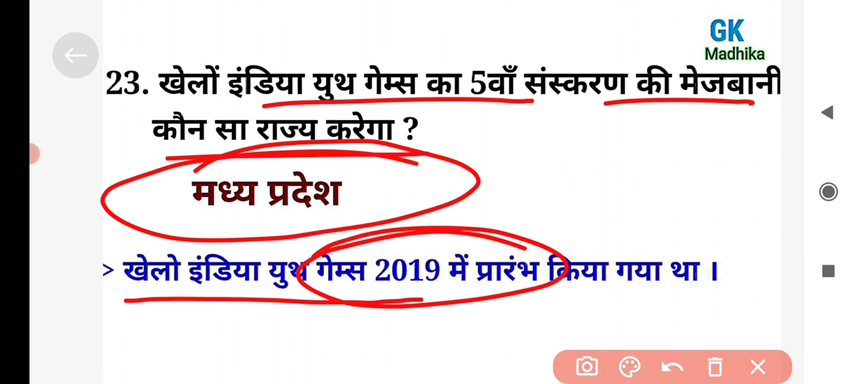 GK
Madhika
23. खेलों इंडिया युथ गेम्स का 5वाँ संस्करण की मेजबानी
कौन सा राज्य करेगा ?
मध्य प्रदेश
> खेलो इंडिया युथ गेम्स 2019 में प्रारंभ किया गया था ।